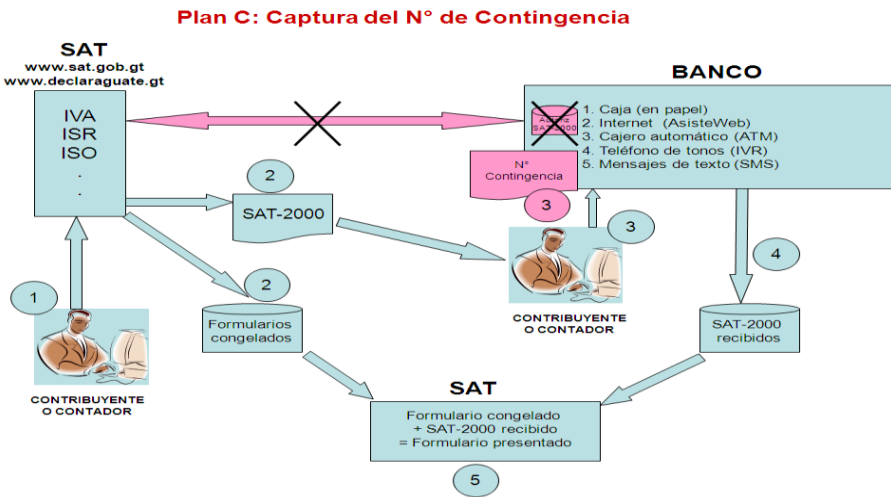 Plan C: Captura del N° de Contingencia
SAT
www.sat.gob.gt
www.declaraguate.gt
IVA
ISR
ISO
.
.
BANCO
SAT-2000
1. Caja (en papel)
2. Internet (AsisteWeb)
3. Cajero automático (ATM)
4. Teléfono de tonos (IVR)
5. Mensajes de texto (SMS)
N°
Contingencia
3
2
SAT-2000
3
CONTRIBUYENTE
O CONTADOR
4
SAT-2000
recibidos
1
CONTRIBUYENTE
O CONTADOR
2
Formularios
congelados
SAT
Formulario congelado
+ SAT-2000 recibido
= Formulario presentado
5